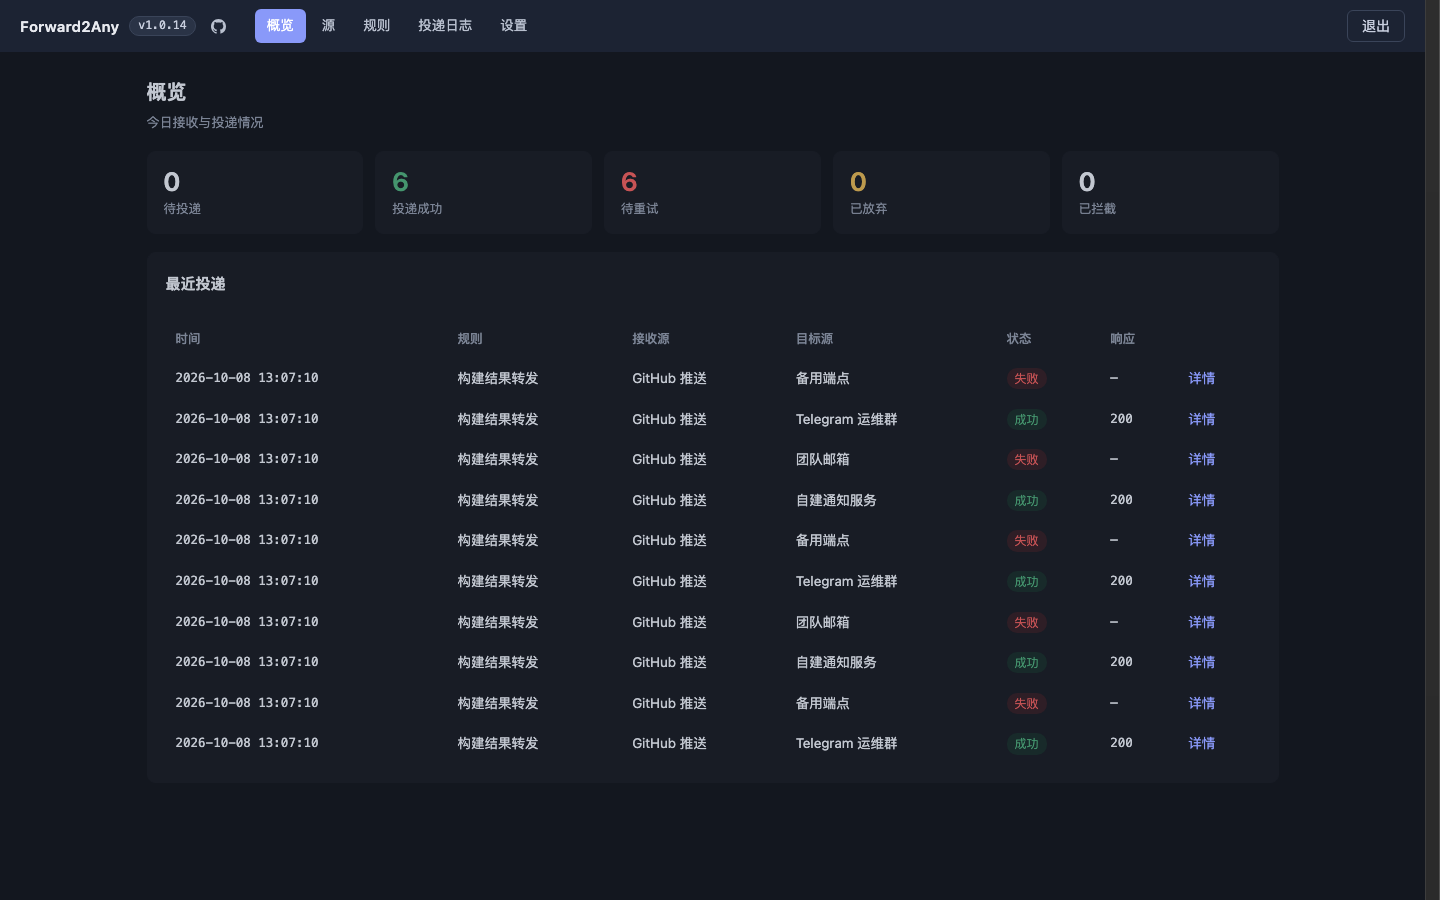 Forward2Any v1.0.14 概览 源 规则 投递日志 设置 退出
概览
今日接收与投递情况
0 6 6 0 0
待投递 投递成功 待重试 已放弃 已拦截
最近投递
时间 规则 接收源 目标源 状态 响应
2026-10-08 13:07:10 构建结果转发 GitHub 推送 备用端点 失败 — 详情
2026-10-08 13:07:10 构建结果转发 GitHub 推送 Telegram 运维群 成功 200 详情
2026-10-08 13:07:10 构建结果转发 GitHub 推送 团队邮箱 失败 — 详情
2026-10-08 13:07:10 构建结果转发 GitHub 推送 自建通知服务 成功 200 详情
2026-10-08 13:07:10 构建结果转发 GitHub 推送 备用端点 失败 — 详情
2026-10-08 13:07:10 构建结果转发 GitHub 推送 Telegram 运维群 成功 200 详情
2026-10-08 13:07:10 构建结果转发 GitHub 推送 团队邮箱 失败 — 详情
2026-10-08 13:07:10 构建结果转发 GitHub 推送 自建通知服务 成功 200 详情
2026-10-08 13:07:10 构建结果转发 GitHub 推送 备用端点 失败 — 详情
2026-10-08 13:07:10 构建结果转发 GitHub 推送 Telegram 运维群 成功 200 详情